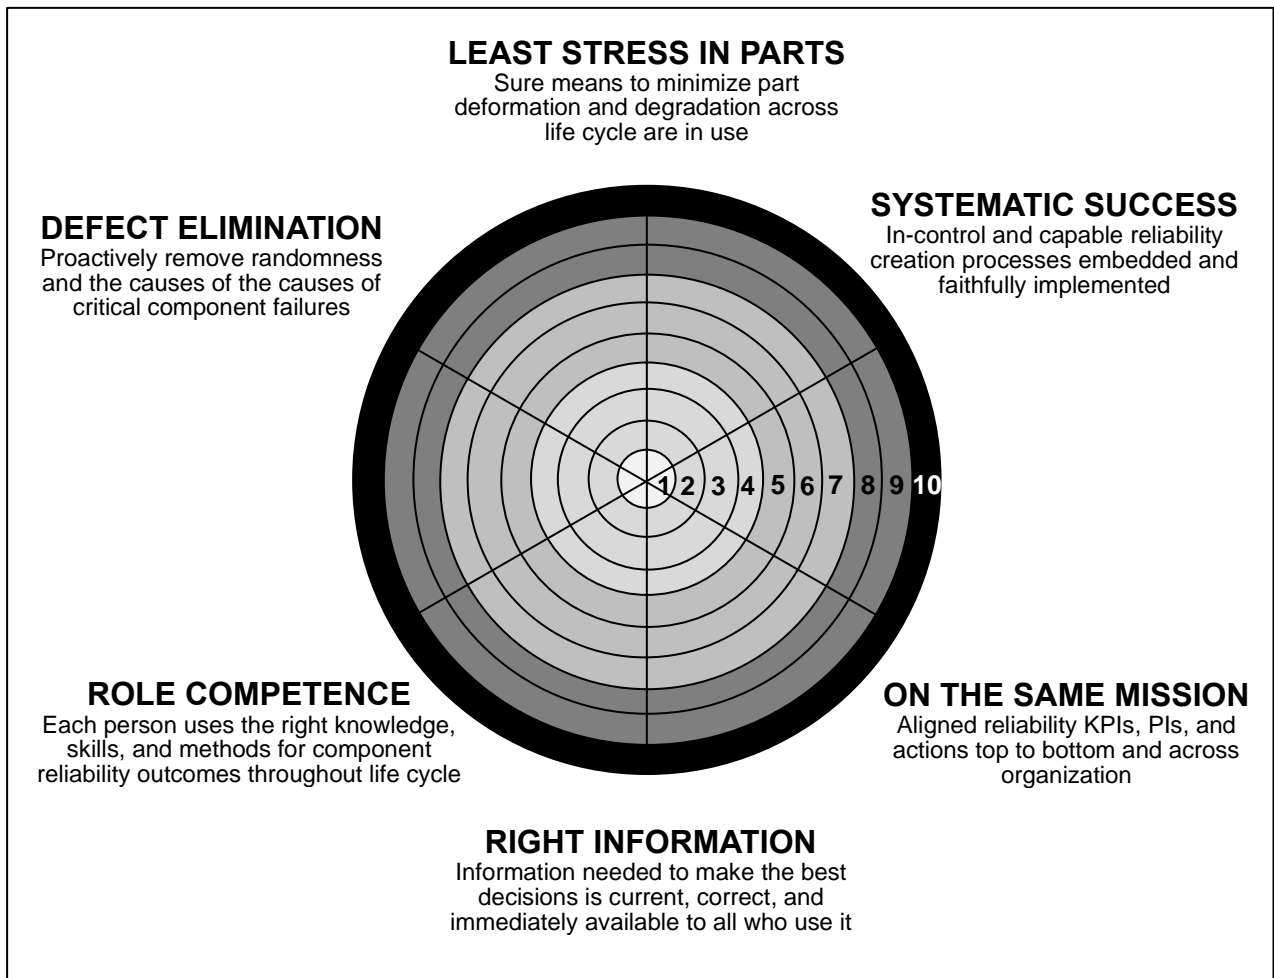 LEAST STRESS IN PARTS
Sure means to minimize part
deformation and degradation across
life cycle are in use
SYSTEMATIC SUCCESS
In-control and capable reliability
creation processes embedded and
faithfully implemented
DEFECT ELIMINATION
Proactively remove randomness
and the causes of the causes of
critical component failures
1 2 3 4 5 6 7 8 9 10
ROLE COMPETENCE
Each person uses the right knowledge,
skills, and methods for component
reliability outcomes throughout life cycle
ON THE SAME MISSION
Aligned reliability KPIs, PIs, and
actions top to bottom and across
organization
RIGHT INFORMATION
Information needed to make the best
decisions is current, correct, and
immediately available to all who use it